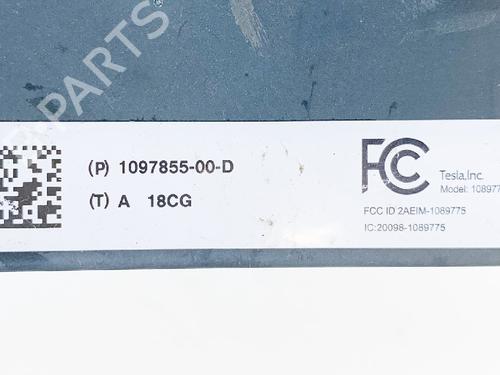 (P) 1097855-00-D
(T) A 18CG
FC
Tesla,Inc.
Model: 108977
FCC ID 2AEIM-1089775
IC:20098-1089775
B PARTS